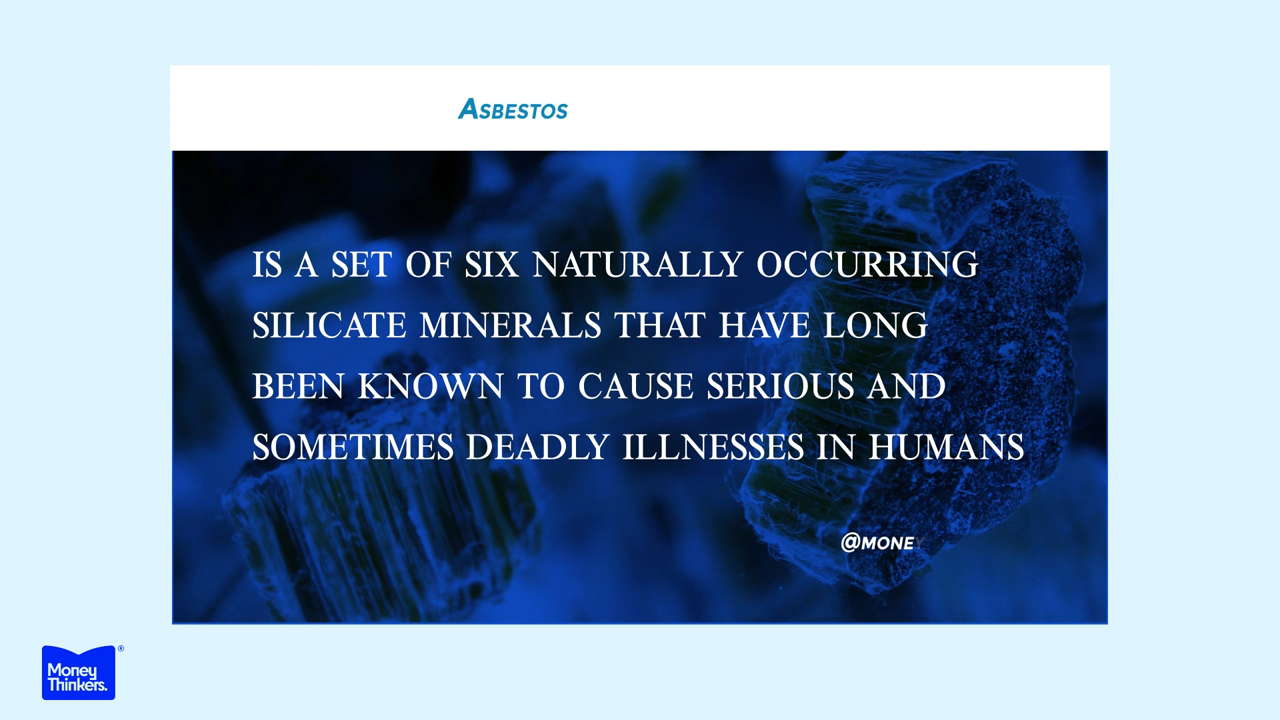 ASBESTOS
IS A SET OF SIX NATURALLY OCCURRING
SILICATE MINERALS THAT HAVE LONG
BEEN KNOWN TO CAUSE SERIOUS AND
SOMETIMES DEADLY ILLNESSES IN HUMANS
@MONEY
Money
Thinkers.
®